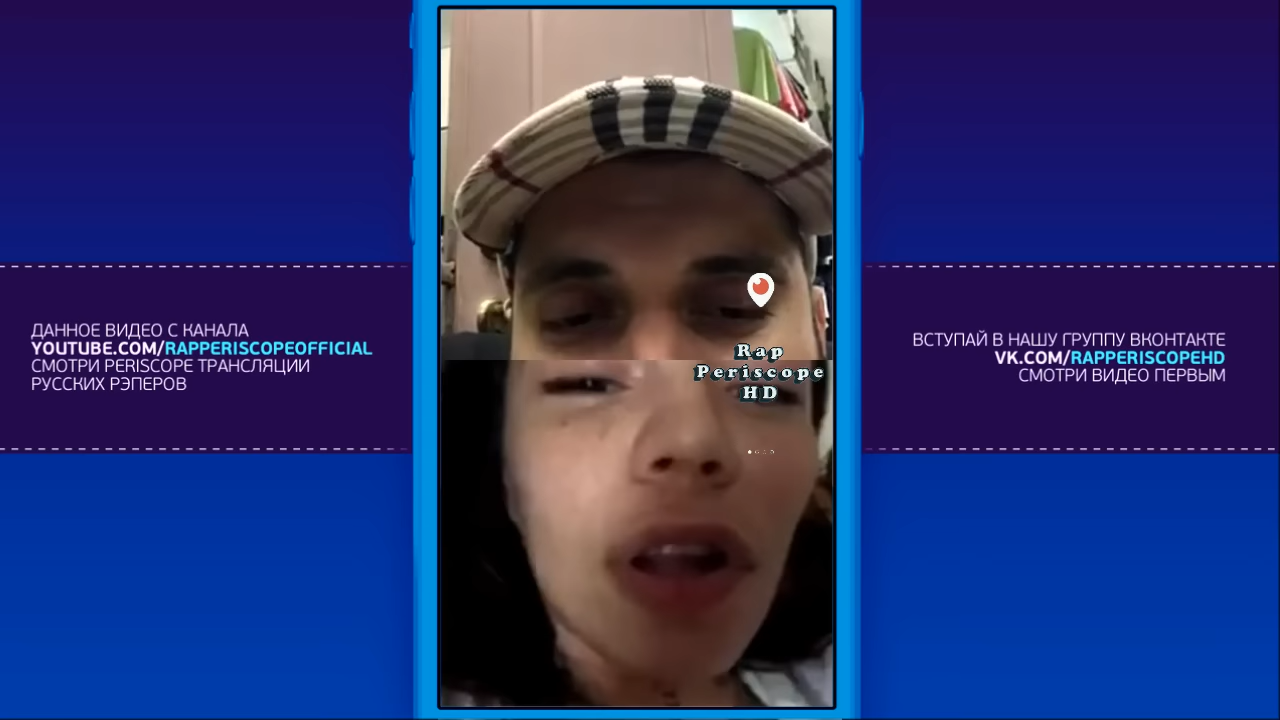 ДАННОЕ ВИДЕО С КАНАЛА
YOUTUBE.COM/RAPPERISCOPEOFFICIAL
СМОТРИ PERISCOPE ТРАНСЛЯЦИИ
РУССКИХ РЭПЕРОВ
Rap
Periscope
HD
ВСТУПАЙ В НАШУ ГРУППУ ВКОНТАКТЕ
VK.COM/RAPPERISCOPEHD
СМОТРИ ВИДЕО ПЕРВЫМ